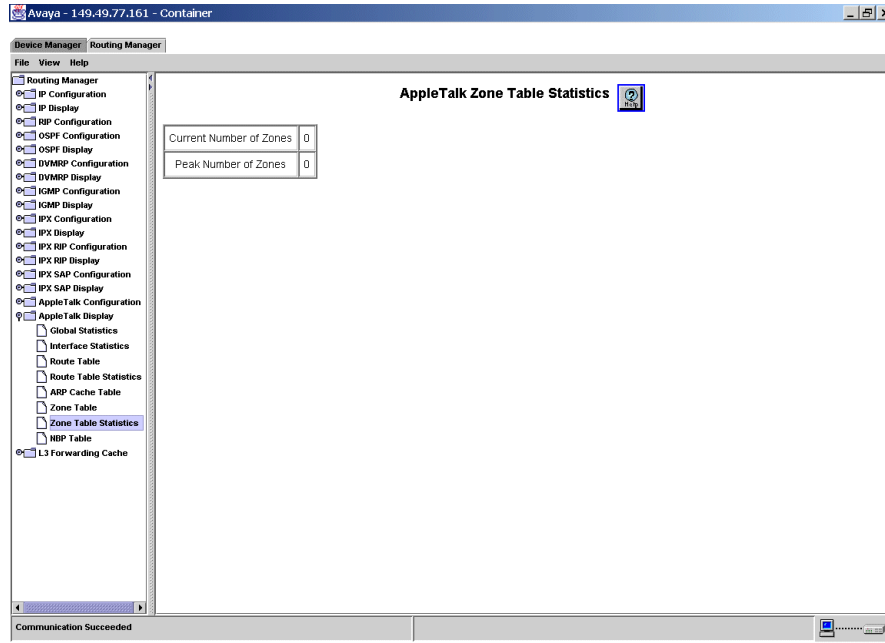 Avaya - 149.49.77.161 - Container
Device Manager Routing Manager
File View Help
Routing Manager
IP Configuration
IP Display
RIP Configuration
OSPF Configuration
OSPF Display
DVMRP Configuration
DVMRP Display
IGMP Configuration
IGMP Display
IPX Configuration
IPX Display
IPX RIP Configuration
IPX RIP Display
IPX SAP Configuration
IPX SAP Display
AppleTalk Configuration
AppleTalk Display
Global Statistics
Interface Statistics
Route Table
Route Table Statistics
ARP Cache Table
Zone Table
Zone Table Statistics
NBP Table
L3 Forwarding Cache
AppleTalk Zone Table Statistics
Help
Current Number of Zones 0
Peak Number of Zones 0
Communication Succeeded